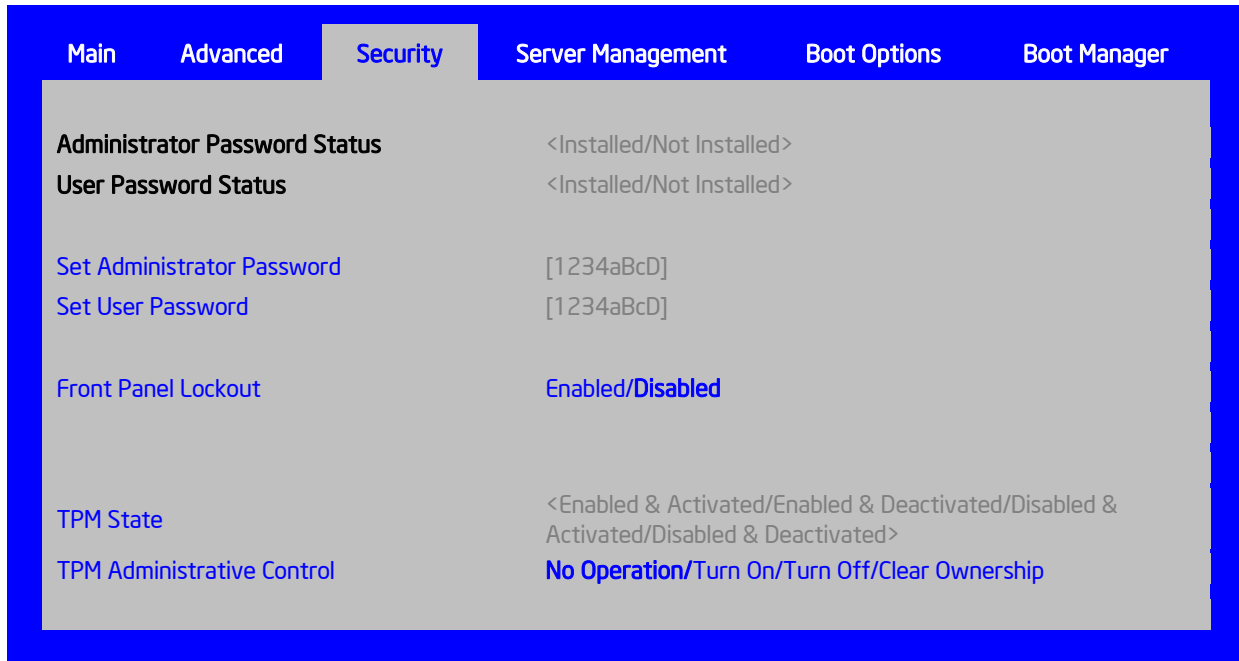 Main Advanced Security Server Management Boot Options Boot Manager
Administrator Password Status <Installed/Not Installed>
User Password Status <Installed/Not Installed>
Set Administrator Password [1234aBcD]
Set User Password [1234aBcD]
Front Panel Lockout Enabled/Disabled
TPM State <Enabled & Activated/Enabled & Deactivated/Disabled &
Activated/Disabled & Deactivated>
TPM Administrative Control No Operation/Turn On/Turn Off/Clear Ownership